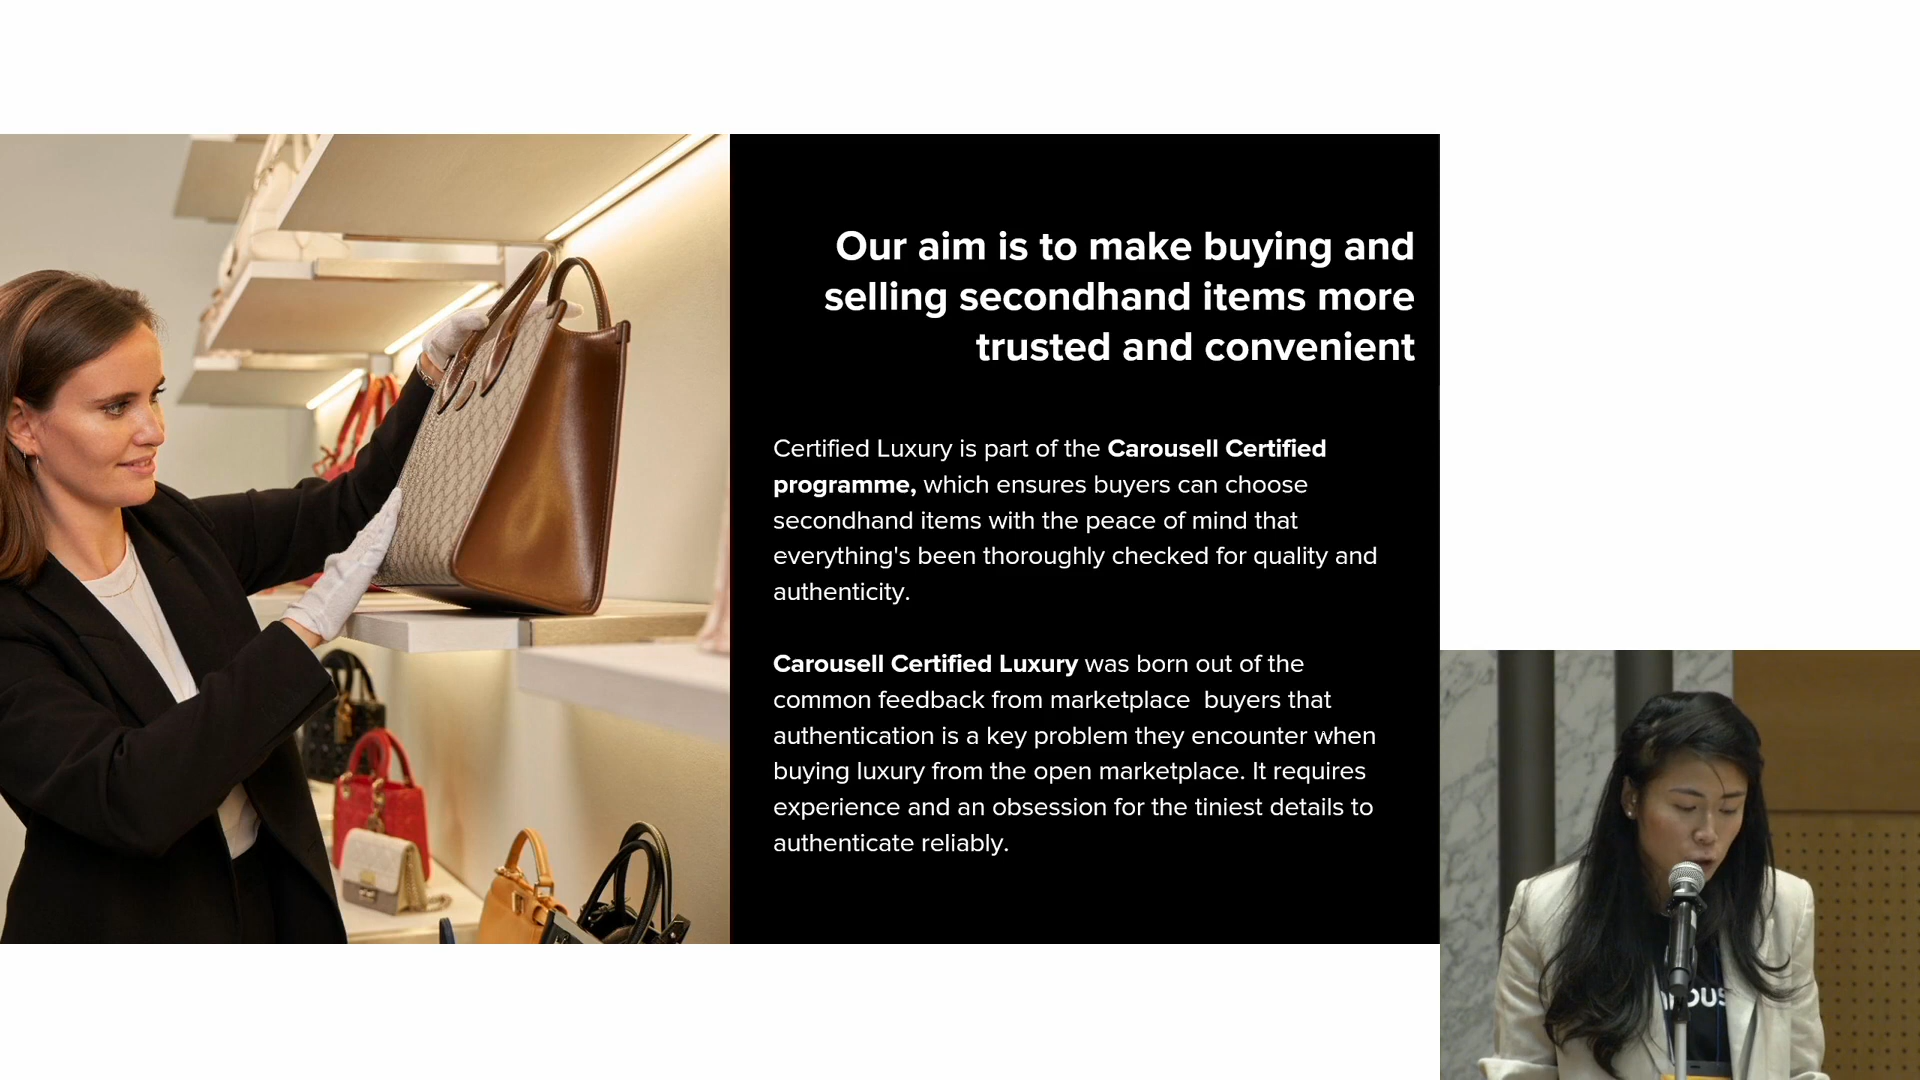 Our aim is to make buying and
selling secondhand items more
trusted and convenient
Certified Luxury is part of the Carousell Certified
programme, which ensures buyers can choose
secondhand items with the peace of mind that
everything's been thoroughly checked for quality and
authenticity.
Carousell Certified Luxury was born out of the
common feedback from marketplace  buyers that
authentication is a key problem they encounter when
buying luxury from the open marketplace. It requires
experience and an obsession for the tiniest details to
authenticate reliably.